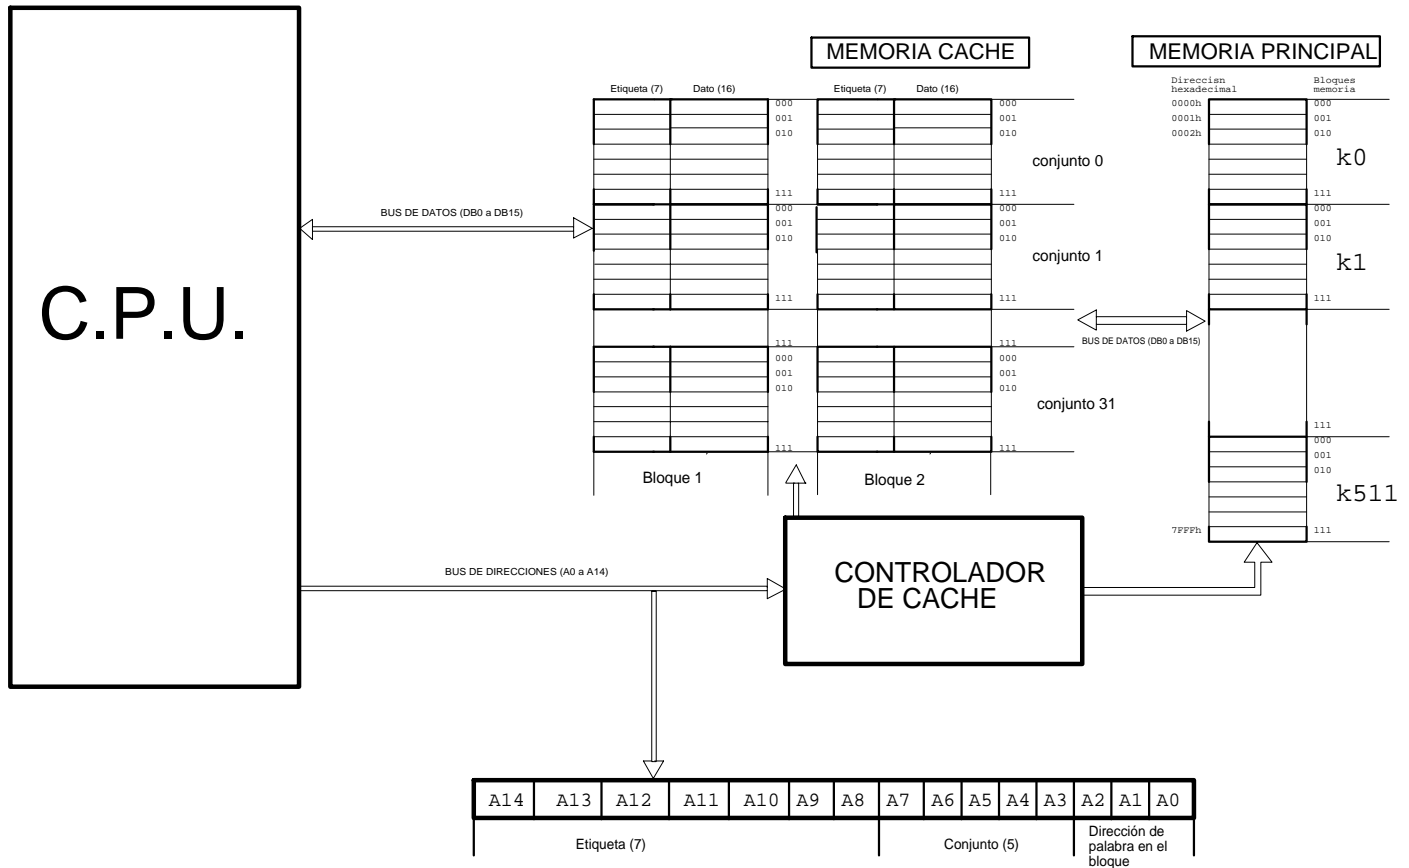 MEMORIA CACHE
MEMORIA PRINCIPAL
Direccisn hexadecimal
Bloques memoria
Etiqueta (7) Dato (16)
Etiqueta (7) Dato (16)
000
001
010
111
000
001
010
111
111
000
001
010
111
000
001
010
111
000
001
010
111
111
000
001
010
111
conjunto 0
conjunto 1
conjunto 31
Bloque 1
Bloque 2
0000h
0001h
0002h
7FFFh
000
001
010
111
000
001
010
111
111
000
001
010
111
k0
k1
k511
C.P.U.
BUS DE DATOS (DB0 a DB15)
BUS DE DATOS (DB0 a DB15)
BUS DE DIRECCIONES (A0 a A14)
CONTROLADOR
DE CACHE
A14 A13 A12 A11 A10 A9 A8 A7 A6 A5 A4 A3 A2 A1 A0
Etiqueta (7)
Conjunto (5)
Dirección de
palabra en el
bloque